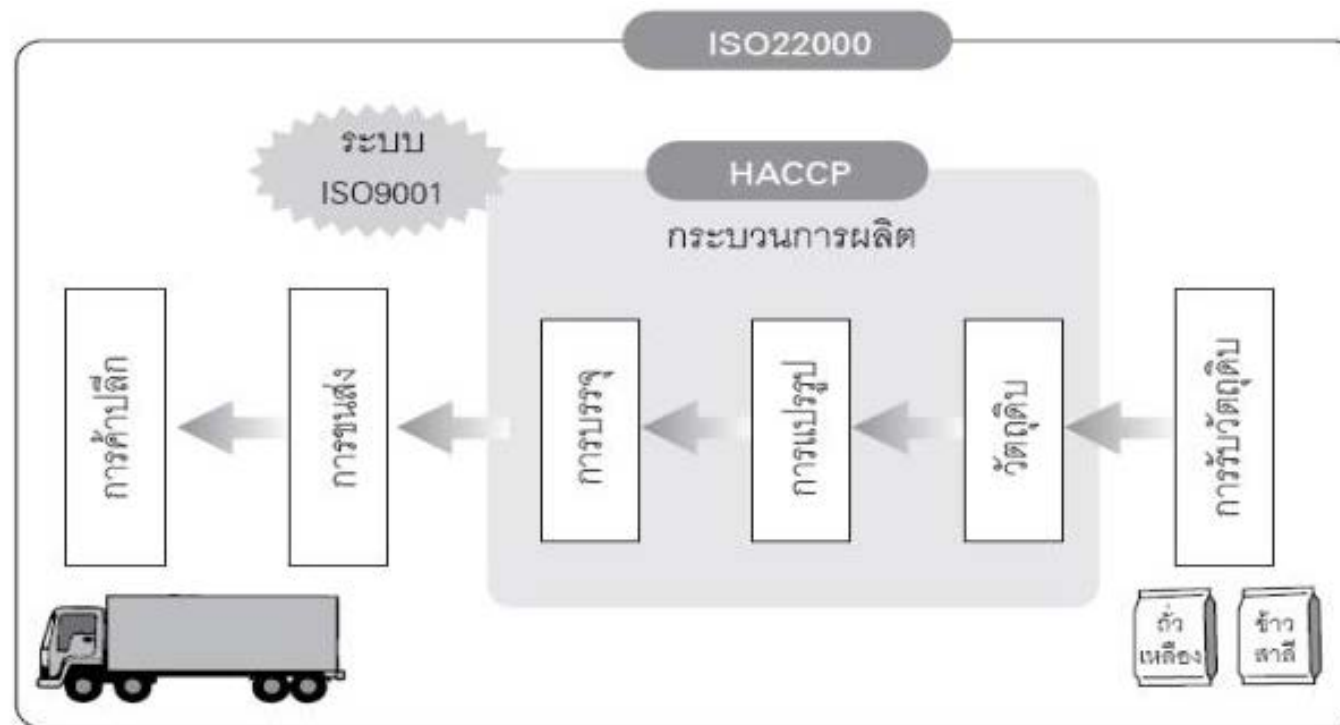 ISO22000
ระบบ
ISO9001
HACCP
กระบวนการผลิต
การค้าปลีก
การขนส่ง
การบรรจุ
การแปรรูป
วัตถุดิบ
การรับวัตถุดิบ
ถั่ว
เหลือง
ข้าว
สาลี